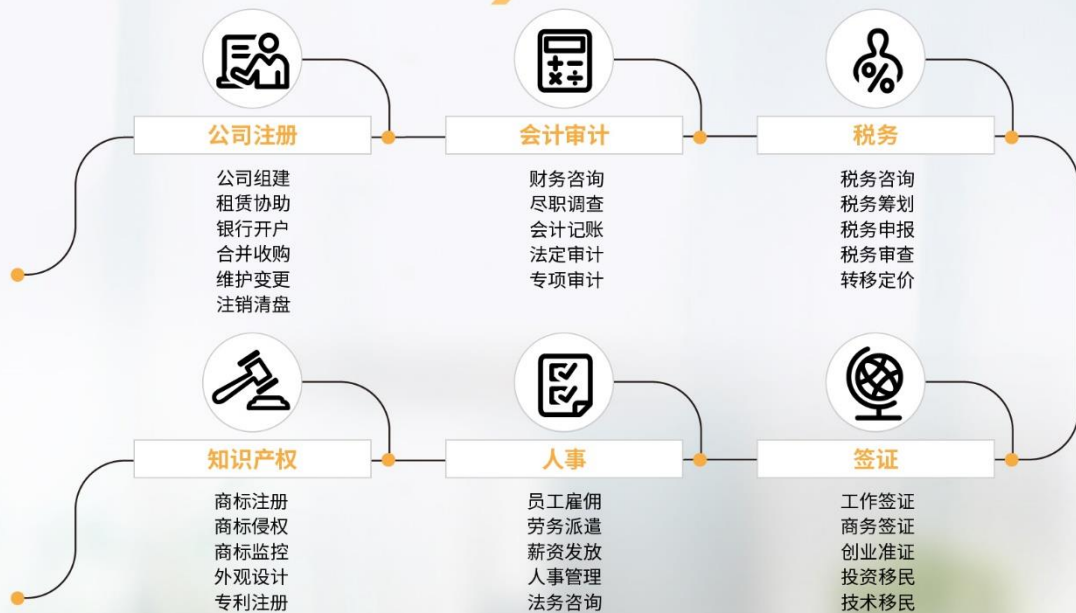 公司注册
公司组建
租赁协助
银行开户
合并收购
维护变更
注销清盘
会计审计
财务咨询
尽职调查
会计记账
法定审计
专项审计
税务
税务咨询
税务筹划
税务申报
税务审查
转移定价
知识产权
商标注册
商标侵权
商标监控
外观设计
专利注册
人事
员工雇佣
劳务派遣
薪资发放
人事管理
法务咨询
签证
工作签证
商务签证
创业准证
投资移民
技术移民